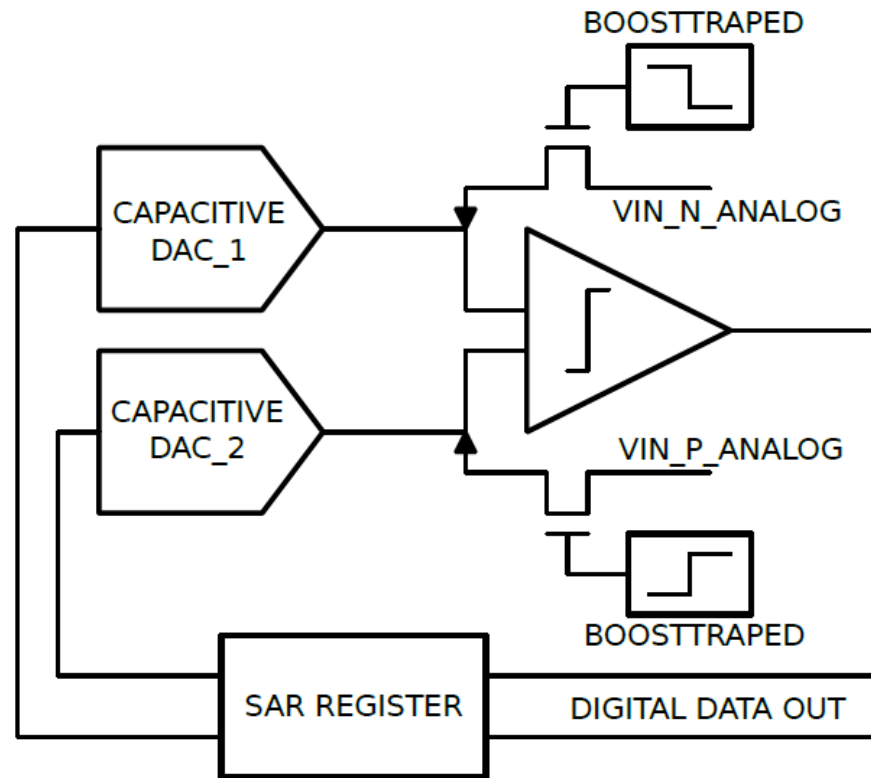 BOOSTTRAPED
CAPACITIVE
DAC_1
VIN_N_ANALOG
CAPACITIVE
DAC_2
VIN_P_ANALOG
BOOSTTRAPED
SAR REGISTER
DIGITAL DATA OUT